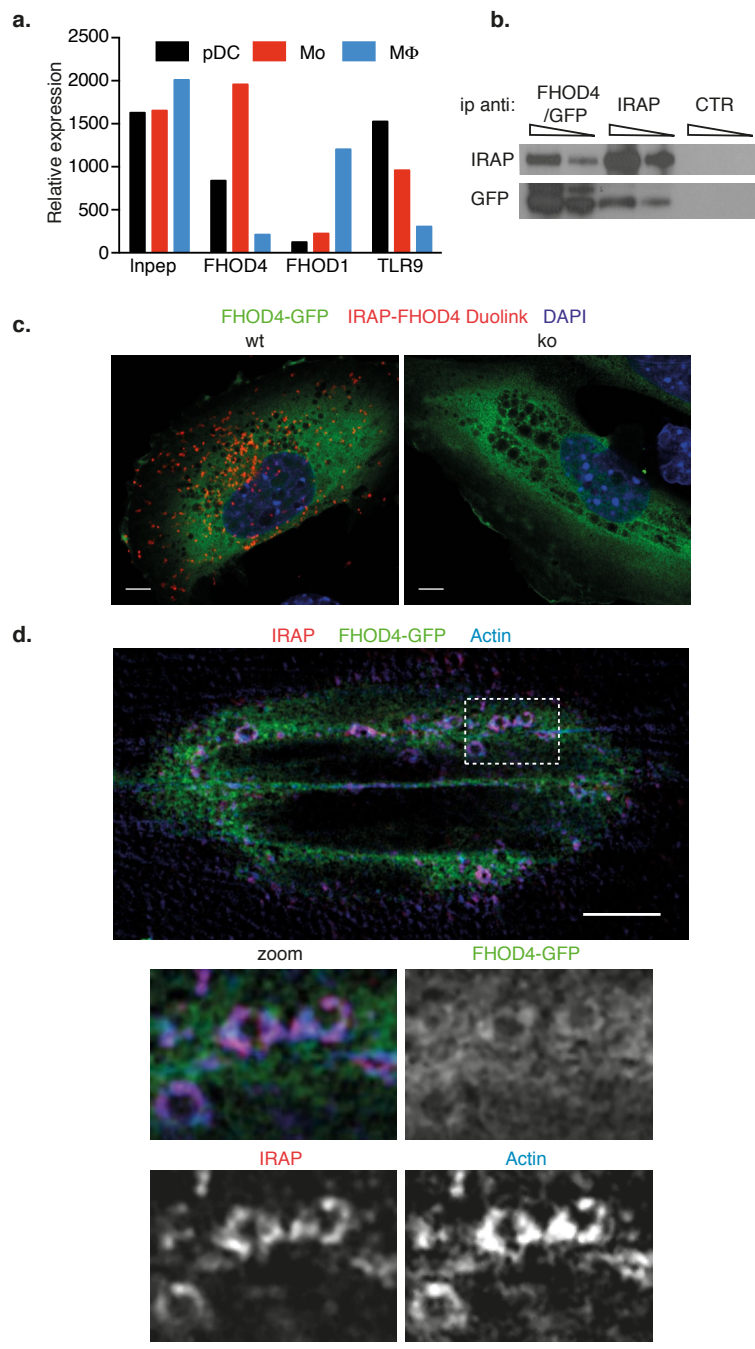 a.
2500
2000
1500
1000
500
0
Relative expression
pDC Mo MΦ
Inpep FHOD4 FHOD1 TLR9
b.
ip anti: FHOD4 /GFP IRAP CTR
IRAP
GFP
c.
FHOD4-GFP IRAP-FHOD4 Duolink DAPI
wt ko
d.
IRAP FHOD4-GFP Actin
zoom FHOD4-GFP
IRAP Actin